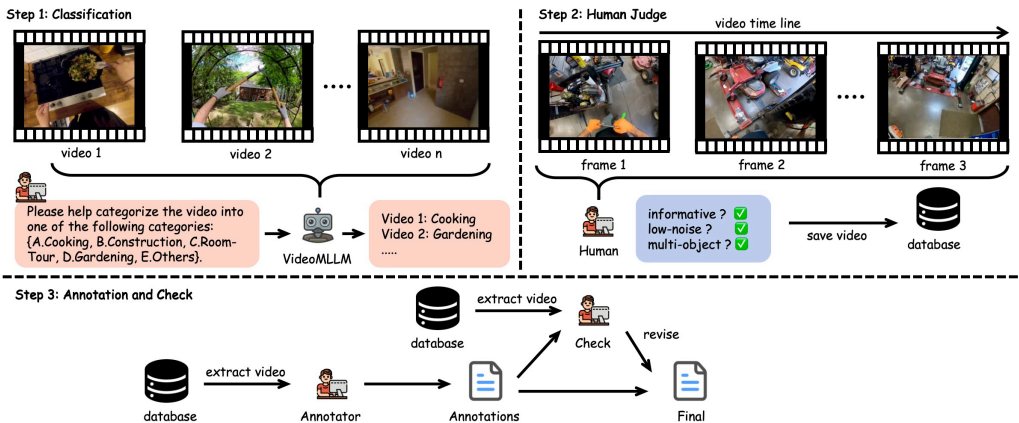 Step 1: Classification
video 1
video 2
video n
Please help categorize the video into
one of the following categories:
{A.Cooking, B.Construction, C.Room-
Tour, D.Gardening, E.Others}.
VideoMLLM
Video 1: Cooking
Video 2: Gardening
.....
Step 2: Human Judge
video time line
frame 1
frame 2
frame 3
Human
informative ?
low-noise ?
multi-object ?
save video
database
Step 3: Annotation and Check
database
extract video
Check
revise
database
extract video
Annotator
Annotations
Final